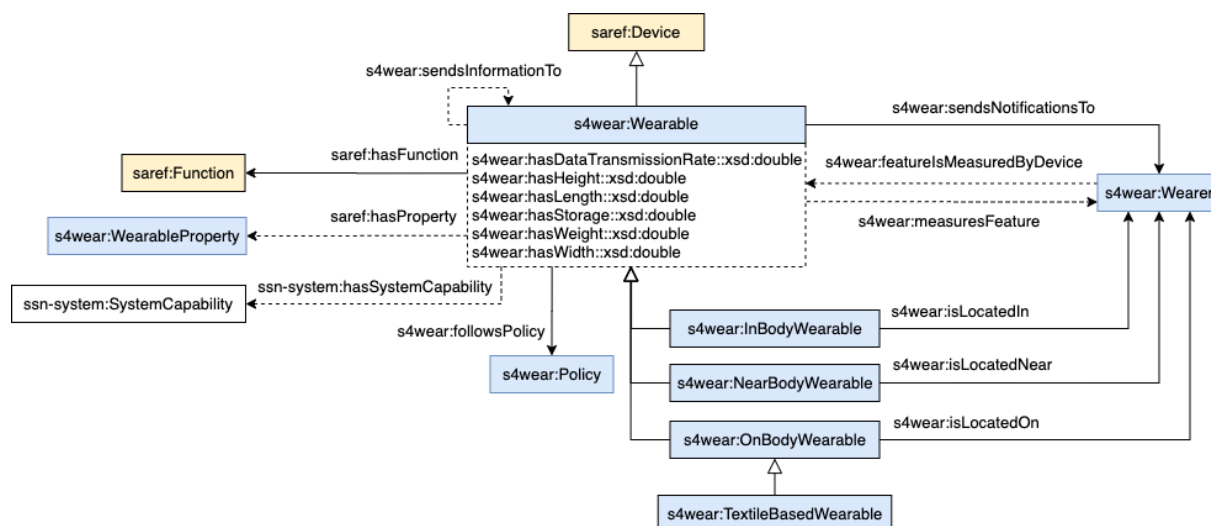 saref:Device
s4wear:sendsInformationTo
s4wear:Wearable
s4wear:sendsNotificationsTo
s4wear:hasDataTransmissionRate::xsd:double
s4wear:hasHeight::xsd:double
s4wear:hasLength::xsd:double
s4wear:hasStorage::xsd:double
s4wear:hasWeight::xsd:double
s4wear:hasWidth::xsd:double
saref:hasFunction
saref:Function
s4wear:featureIsMeasuredByDevice
s4wear:Wearer
s4wear:measuresFeature
saref:hasProperty
s4wear:WearableProperty
ssn-system:hasSystemCapability
ssn-system:SystemCapability
s4wear:followsPolicy
s4wear:Policy
s4wear:InBodyWearable
s4wear:isLocatedIn
s4wear:NearBodyWearable
s4wear:isLocatedNear
s4wear:OnBodyWearable
s4wear:isLocatedOn
s4wear:TextileBasedWearable